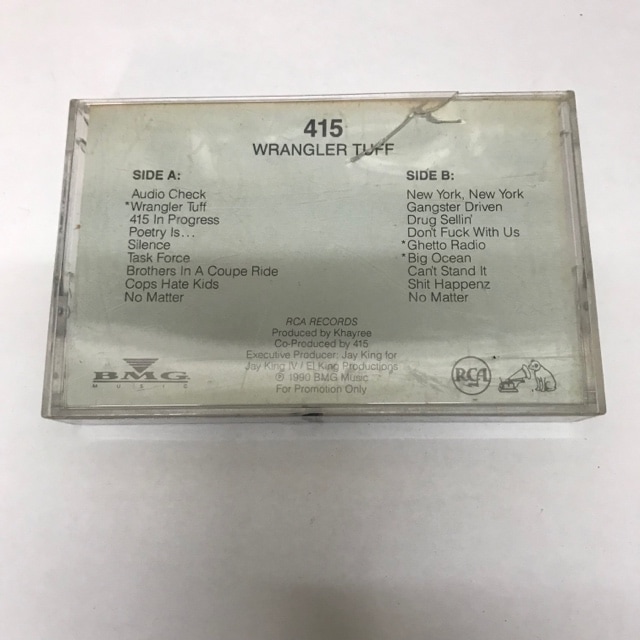 415
WRANGLER TUFF
SIDE A:
Audio Check
*Wrangler Tuff
415 In Progress
Poetry Is...
Silence
Task Force
Brothers In A Coupe Ride
Cops Hate Kids
No Matter
SIDE B:
New York, New York
Gangster Driven
Drug Sellin'
Don't Fuck With Us
*Ghetto Radio
*Big Ocean
Can't Stand It
Shit Happenz
No Matter
RCA RECORDS
Produced by Khayree
Co-Produced by 415
Executive Producer: Jay King for
Jay King IV / El King Productions
℗ 1990 BMG Music
For Promotion Only
BMG
MUSIC
RCA